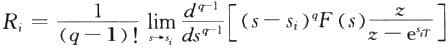 R_i = \frac{1}{(q-1)!} \lim_{s \to s_i} \frac{d^{q-1}}{ds^{q-1}} \left[ (s-s_i)^q F(s) \frac{z}{z-e^{s_i T}} \right]